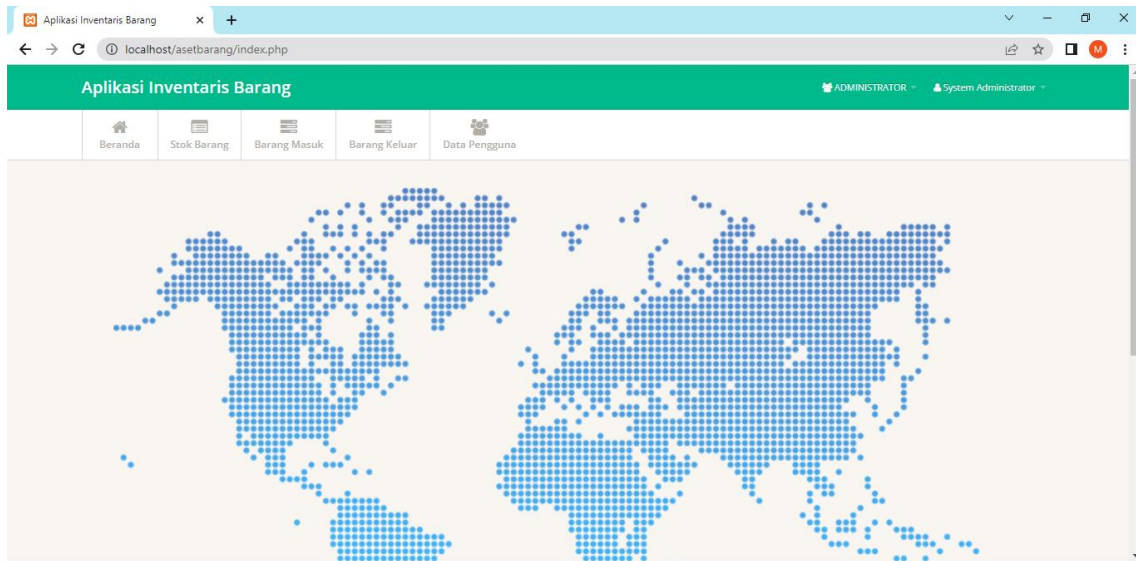 Aplikasi Inventaris Barang
localhost/asetbarang/index.php
M
Aplikasi Inventaris Barang
ADMINISTRATOR
System Administrator
Beranda
Stok Barang
Barang Masuk
Barang Keluar
Data Pengguna